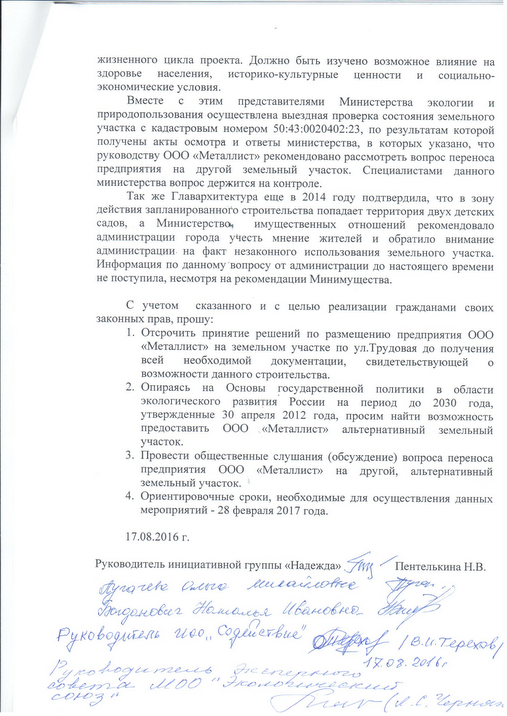 жизненного цикла проекта. Должно быть изучено возможное влияние на
здоровье населения, историко-культурные ценности и социально-
экономические условия.
Вместе с этим представителями Министерства экологии и
природопользования осуществлена выездная проверка состояния земельного
участка с кадастровым номером 50:43:0020402:23, по результатам которой
получены акты осмотра и ответы министерства, в которых указано, что
руководству ООО «Металлист» рекомендовано рассмотреть вопрос переноса
предприятия на другой земельный участок. Специалистами данного
министерства вопрос держится на контроле.
Так же Главархитектура еще в 2014 году подтвердила, что в зону
действия запланированного строительства попадает территория двух детских
садов, а Министерство, имущественных отношений рекомендовало
администрации города учесть мнение жителей и обратило внимание
администрации на факт незаконного использования земельного участка.
Информация по данному вопросу от администрации до настоящего времени
не поступила, несмотря на рекомендации Минимущества.
С учетом сказанного и с целью реализации гражданами своих
законных прав, прошу:
1. Отсрочить принятие решений по размещению предприятия ООО
«Металлист» на земельном участке по ул.Трудовая до получения
всей необходимой документации, свидетельствующей о
возможности данного строительства.
2. Опираясь на Основы государственной политики в области
экологического развития России на период до 2030 года,
утвержденные 30 апреля 2012 года, просим найти возможность
предоставить ООО «Металлист» альтернативный земельный
участок.
3. Провести общественные слушания (обсуждение) вопроса переноса
предприятия ООО «Металлист» на другой, альтернативный
земельный участок.
4. Ориентировочные сроки, необходимые для осуществления данных
мероприятий - 28 февраля 2017 года.
17.08.2016 г.
Руководитель инициативной группы «Надежда» Пентелькина Н.В.
Пугачева Ольга Михайловна
Богданович Наталья Ивановна
Руководитель "Содействие" /В.И.Терехов/
17.08.2016г
Руководитель Экспертного
совета МОО "Экологический
союз" (Л.С.